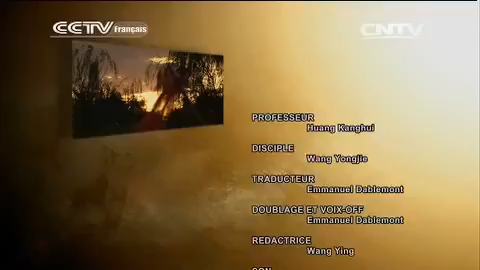 CCTV Français
CNTV
PROFESSEUR
Huang Kanghui
DISCIPLE
Wang Yongjie
TRADUCTEUR
Emmanuel Dablemont
DOUBLAGE ET VOIX-OFF
Emmanuel Dablemont
REDACTRICE
Wang Ying
SON